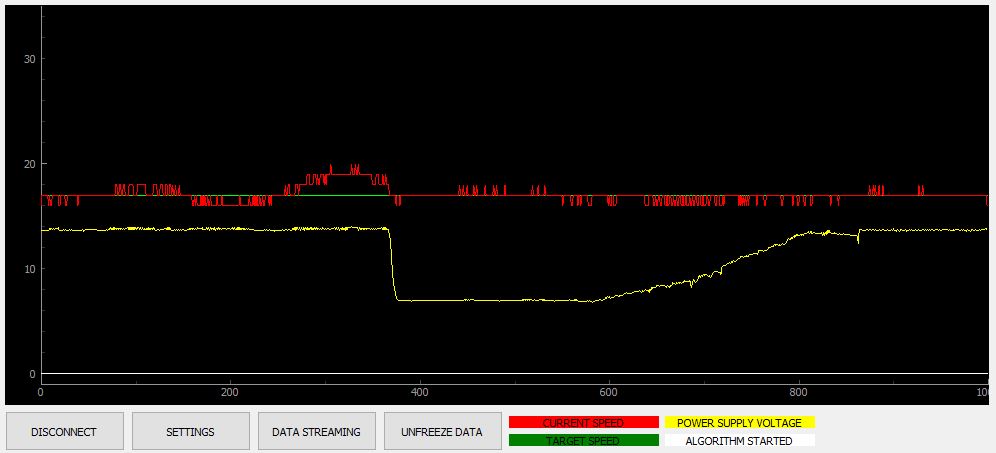 30
20
10
0
0 200 400 600 800 100
DISCONNECT SETTINGS DATA STREAMING UNFREEZE DATA CURRENT SPEED POWER SUPPLY VOLTAGE
TARGET SPEED ALGORITHM STARTED